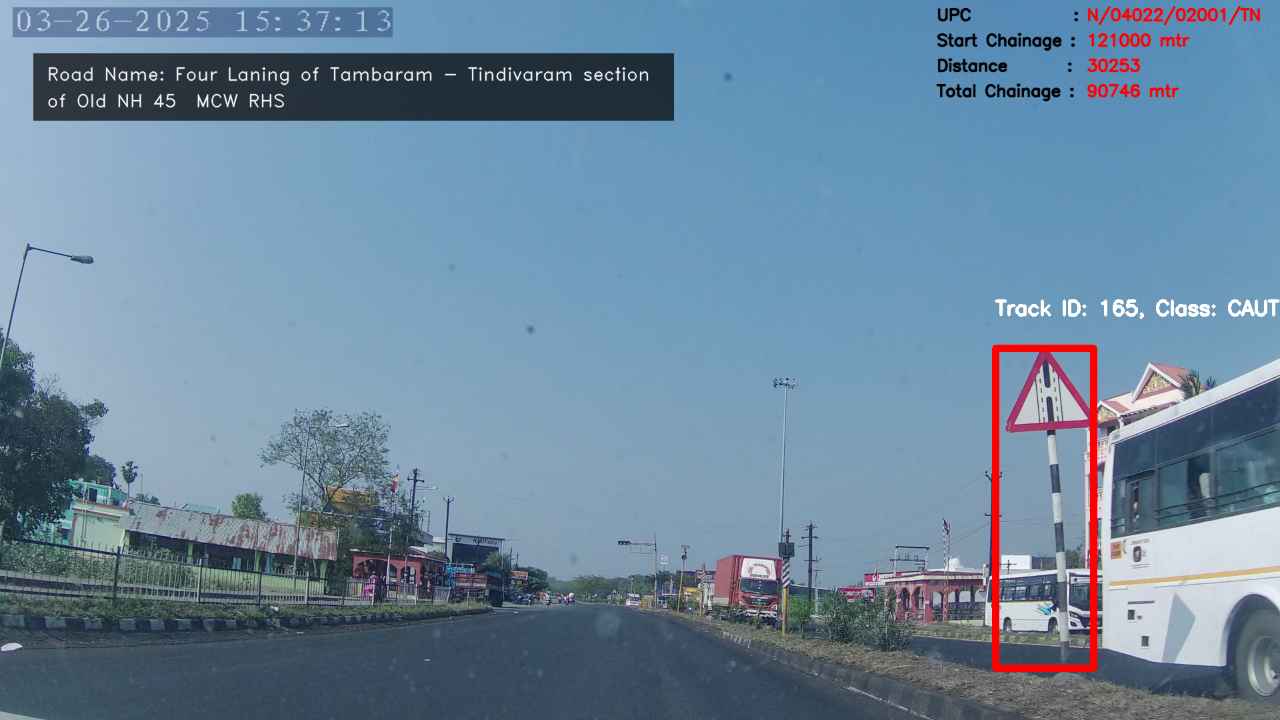 03-26-2025 15:37:13
Road Name: Four Laning of Tambaram - Tindivaram section
of Old NH 45 MCW RHS
UPC : N/04022/02001/TN
Start Chainage : 121000 mtr
Distance : 30253
Total Chainage : 90746 mtr
Track ID: 165, Class: CAUT